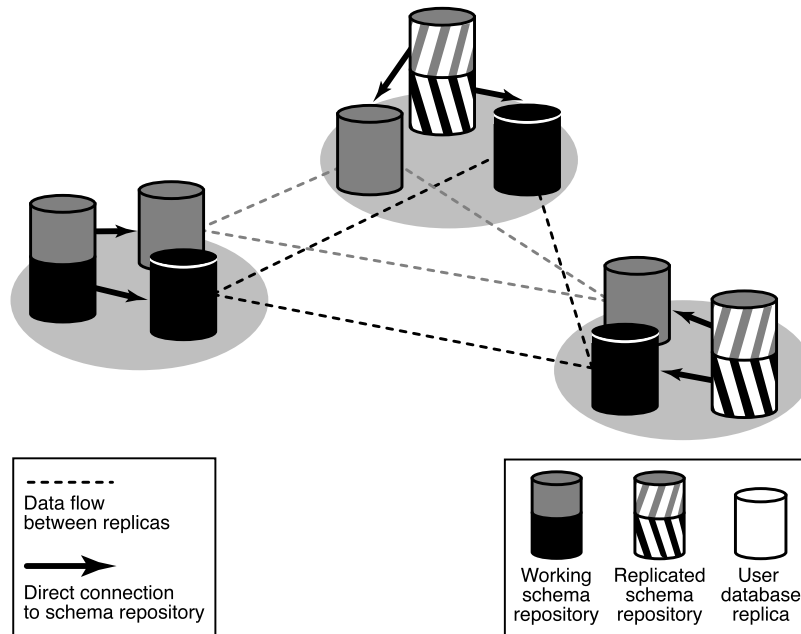 Data flow
between replicas
Direct connection
to schema repository
Working
schema
repository
Replicated
schema
repository
User
database
replica